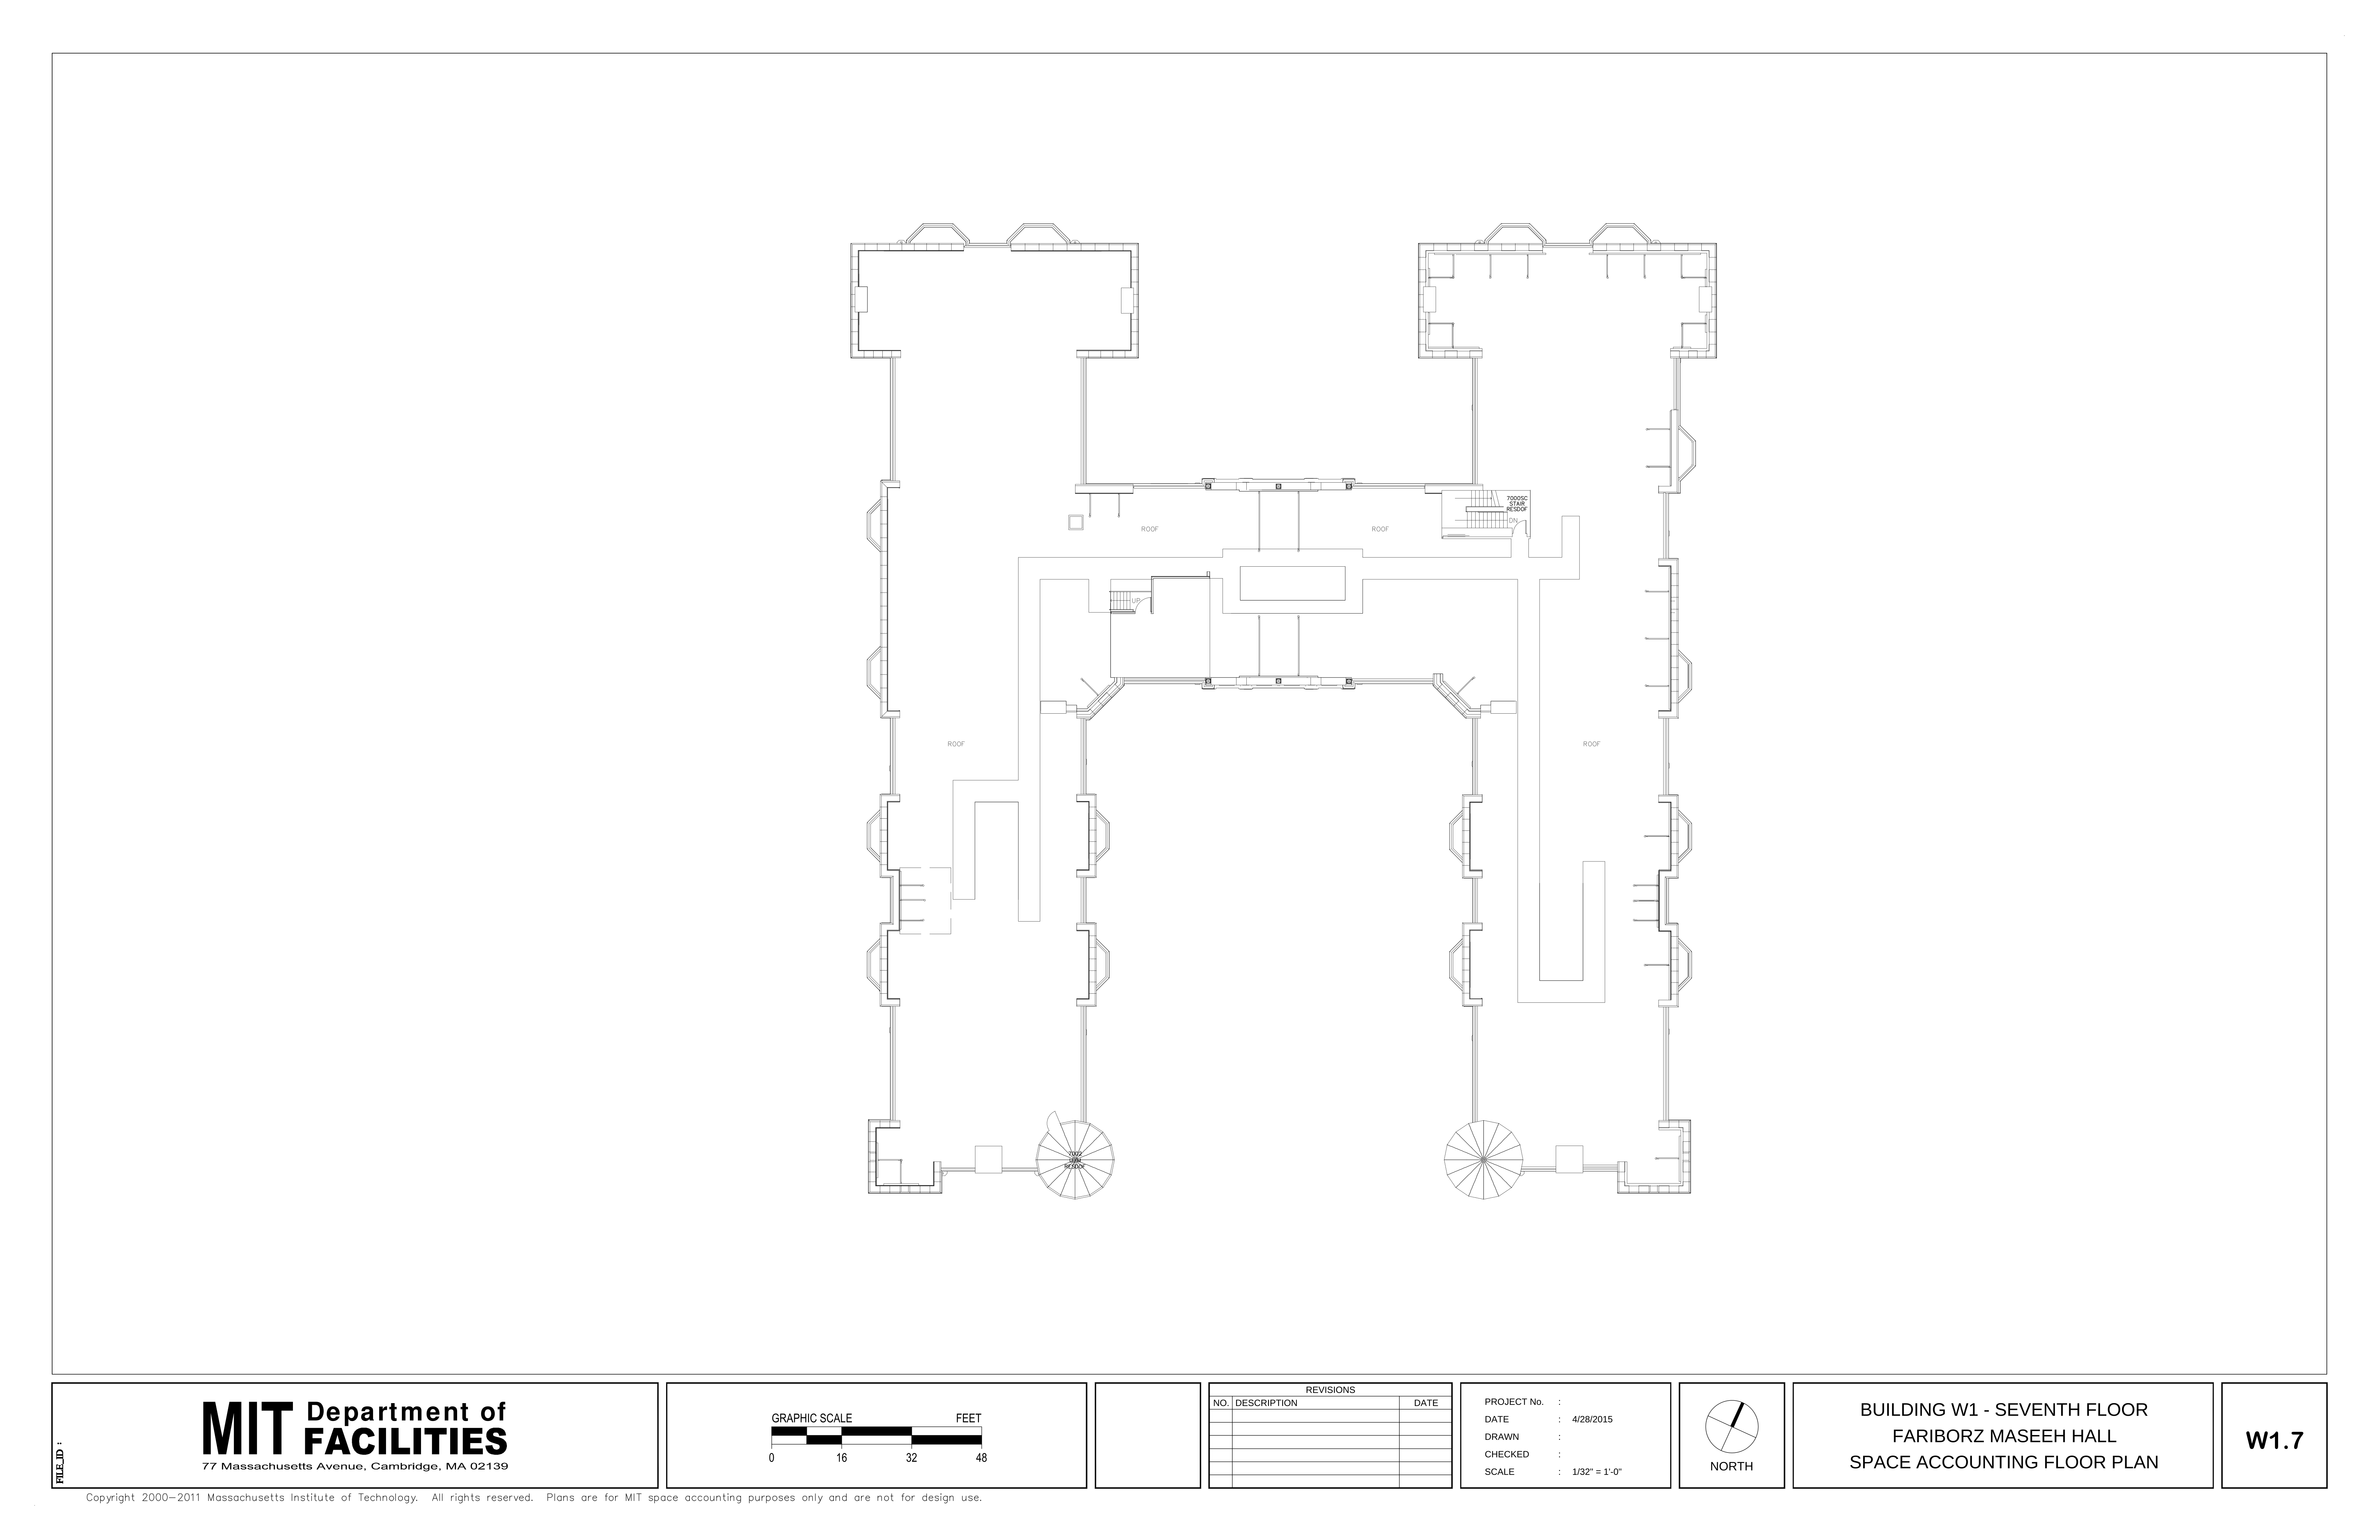 7000SC
STAIR
RESDOF
DN
ROOF
ROOF
UP
ROOF
ROOF
7002
RESDOF
FILE_ID :
MIT Department of
FACILITIES
77 Massachusetts Avenue, Cambridge, MA 02139
GRAPHIC SCALE FEET
0 16 32 48
REVISIONS
NO. DESCRIPTION DATE
PROJECT No. :
DATE : 4/28/2015
DRAWN :
CHECKED :
SCALE : 1/32" = 1'-0"
NORTH
BUILDING W1 - SEVENTH FLOOR
FARIBORZ MASEEH HALL
SPACE ACCOUNTING FLOOR PLAN
W1.7
Copyright 2000-2011 Massachusetts Institute of Technology. All rights reserved. Plans are for MIT space accounting purposes only and are not for design use.